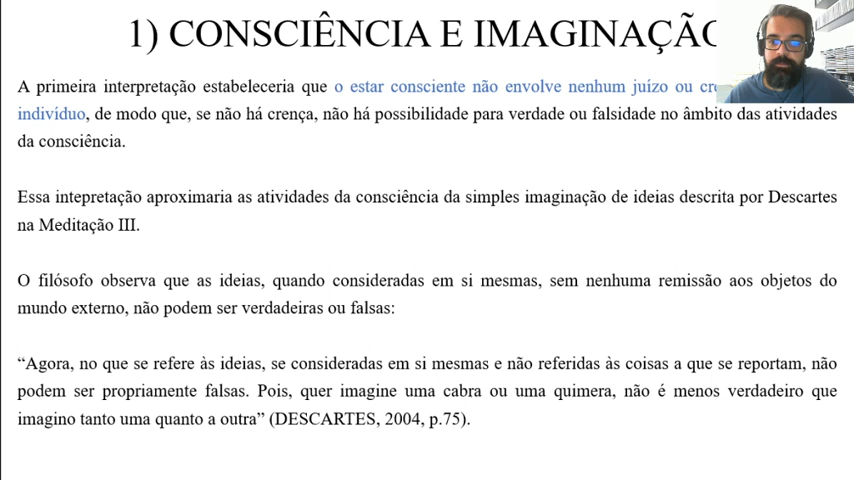 1) CONSCIÊNCIA E IMAGINAÇÃO
A primeira interpretação estabeleceria que o estar consciente não envolve nenhum juízo ou
indivíduo, de modo que, se não há crença, não há possibilidade para verdade ou falsidade no âmbito das atividades
da consciência.
Essa intepretação aproximaria as atividades da consciência da simples imaginação de ideias descrita por Descartes
na Meditação III.
O filósofo observa que as ideias, quando consideradas em si mesmas, sem nenhuma remissão aos objetos do
mundo externo, não podem ser verdadeiras ou falsas:
“Agora, no que se refere às ideias, se consideradas em si mesmas e não referidas às coisas a que se reportam, não
podem ser propriamente falsas. Pois, quer imagine uma cabra ou uma quimera, não é menos verdadeiro que
imagino tanto uma quanto a outra” (DESCARTES, 2004, p.75).